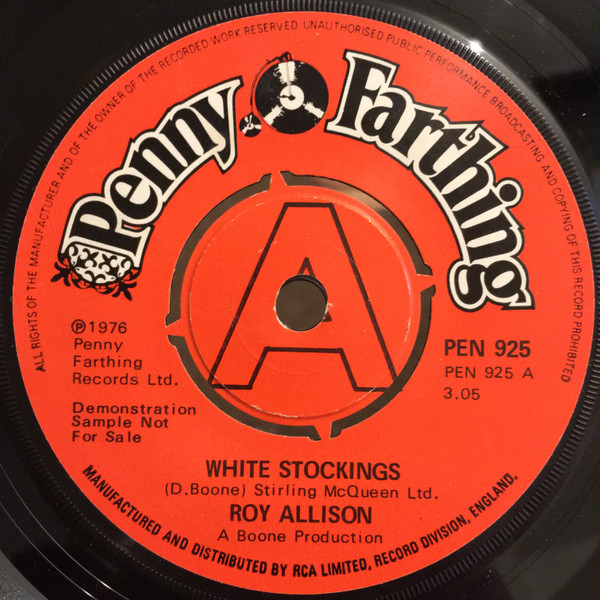 ALL RIGHTS OF THE MANUFACTURER AND OF THE OWNER OF THE RECORDED WORK RESERVED UNAUTHORISED PUBLIC PERFORMANCE BROADCASTING AND COPYING OF THIS RECORD PROHIBITED
Penny Farthing
A
℗1976
Penny
Farthing
Records Ltd.
Demonstration
Sample Not
For Sale
PEN 925
PEN 925 A
3.05
WHITE STOCKINGS
(D.Boone) Stirling McQueen Ltd.
ROY ALLISON
A Boone Production
MANUFACTURED AND DISTRIBUTED BY RCA LIMITED, RECORD DIVISION, ENGLAND.